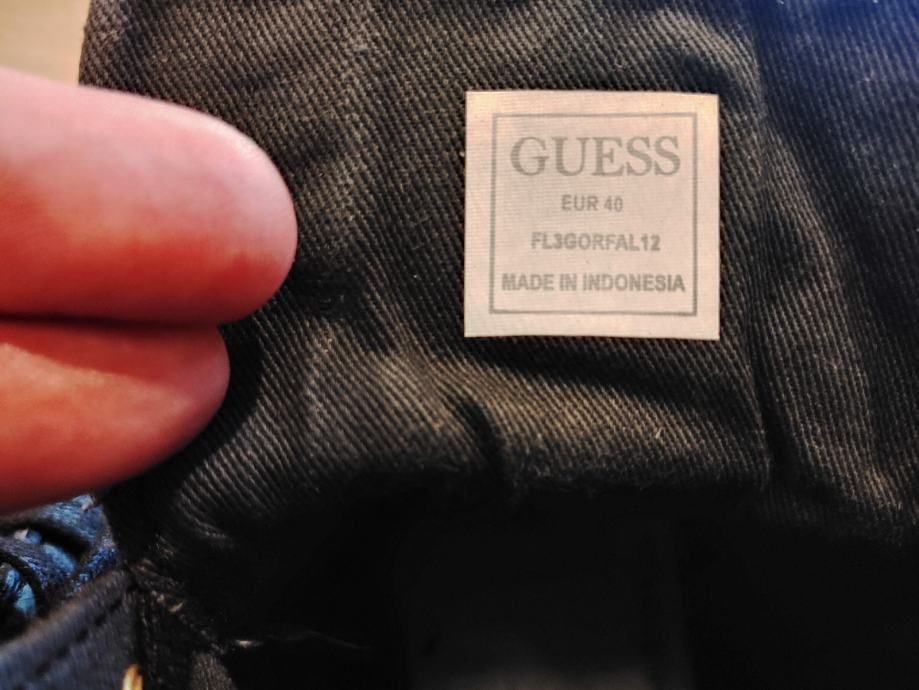 GUESS
EUR 40
FL3GORFAL12
MADE IN INDONESIA